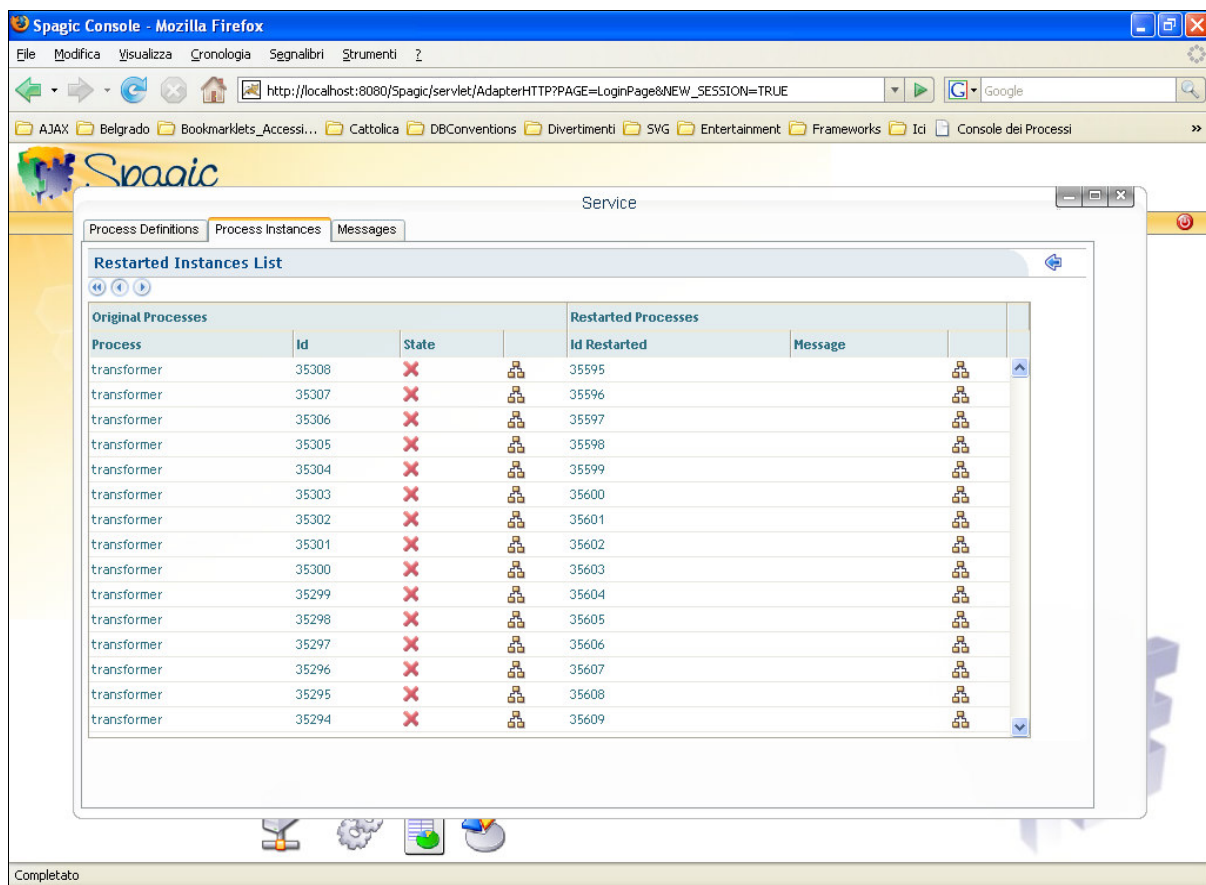 Spagic Console - Mozilla Firefox
File Modifica Visualizza Cronologia Segnalibri Strumenti ?
http://localhost:8080/Spagic/servlet/AdapterHTTP?PAGE=LoginPage&NEW_SESSION=TRUE G Google
AJAX Belgrado Bookmarklets_Accessi... Cattolica DBConventions Divertimenti SVG Entertainment Frameworks Ici Console dei Processi »
Spagic
Service
Process Definitions Process Instances Messages
Restarted Instances List
Original Processes Restarted Processes
Process Id State Id Restarted Message
transformer 35308 35595
transformer 35307 35596
transformer 35306 35597
transformer 35305 35598
transformer 35304 35599
transformer 35303 35600
transformer 35302 35601
transformer 35301 35602
transformer 35300 35603
transformer 35299 35604
transformer 35298 35605
transformer 35297 35606
transformer 35296 35607
transformer 35295 35608
transformer 35294 35609
Completato